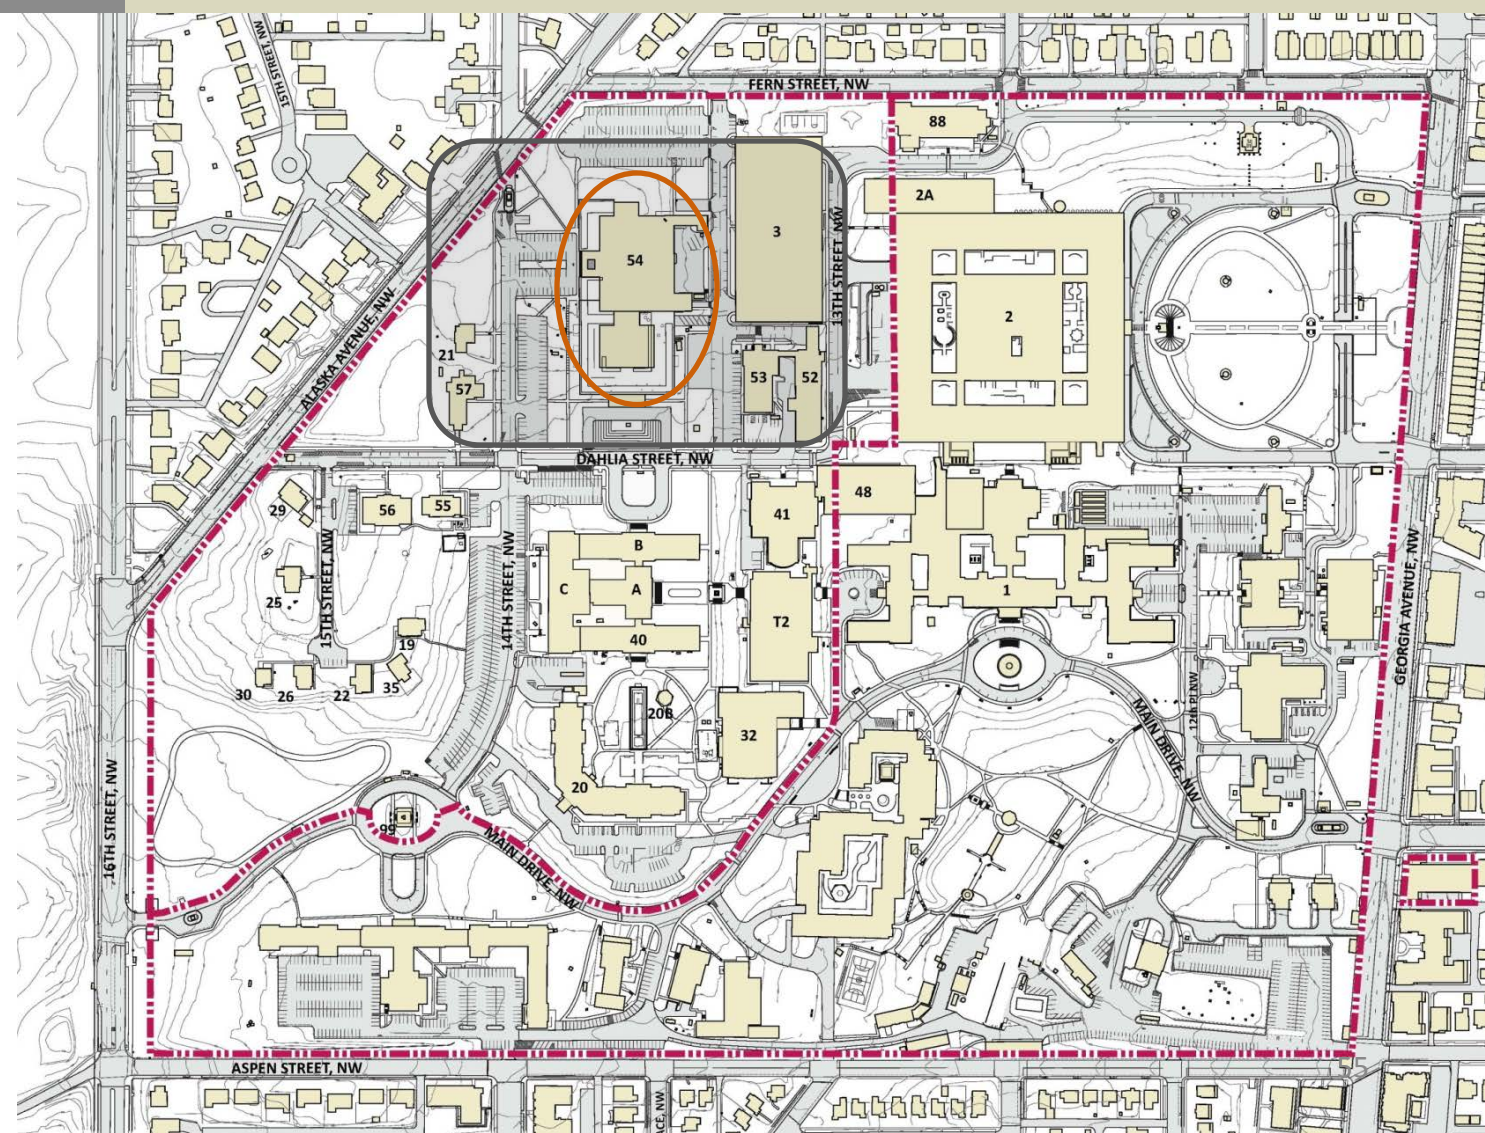 FERN STREET, NW
15TH STREET, NW
88
2A
3
13TH STREET, NW
54
2
ALASKA AVENUE, NW
21
57
53
52
DAHLIA STREET, NW
29
56
55
48
41
15TH STREET, NW
14TH STREET, NW
B
C
A
40
T2
1
25
19
30
26
22
35
20B
32
20
GEORGIA AVENUE, NW
12th Pl NW
MAIN DRIVE, NW
16TH STREET, NW
99
MAIN DRIVE, NW
ASPEN STREET, NW
ACE, NW